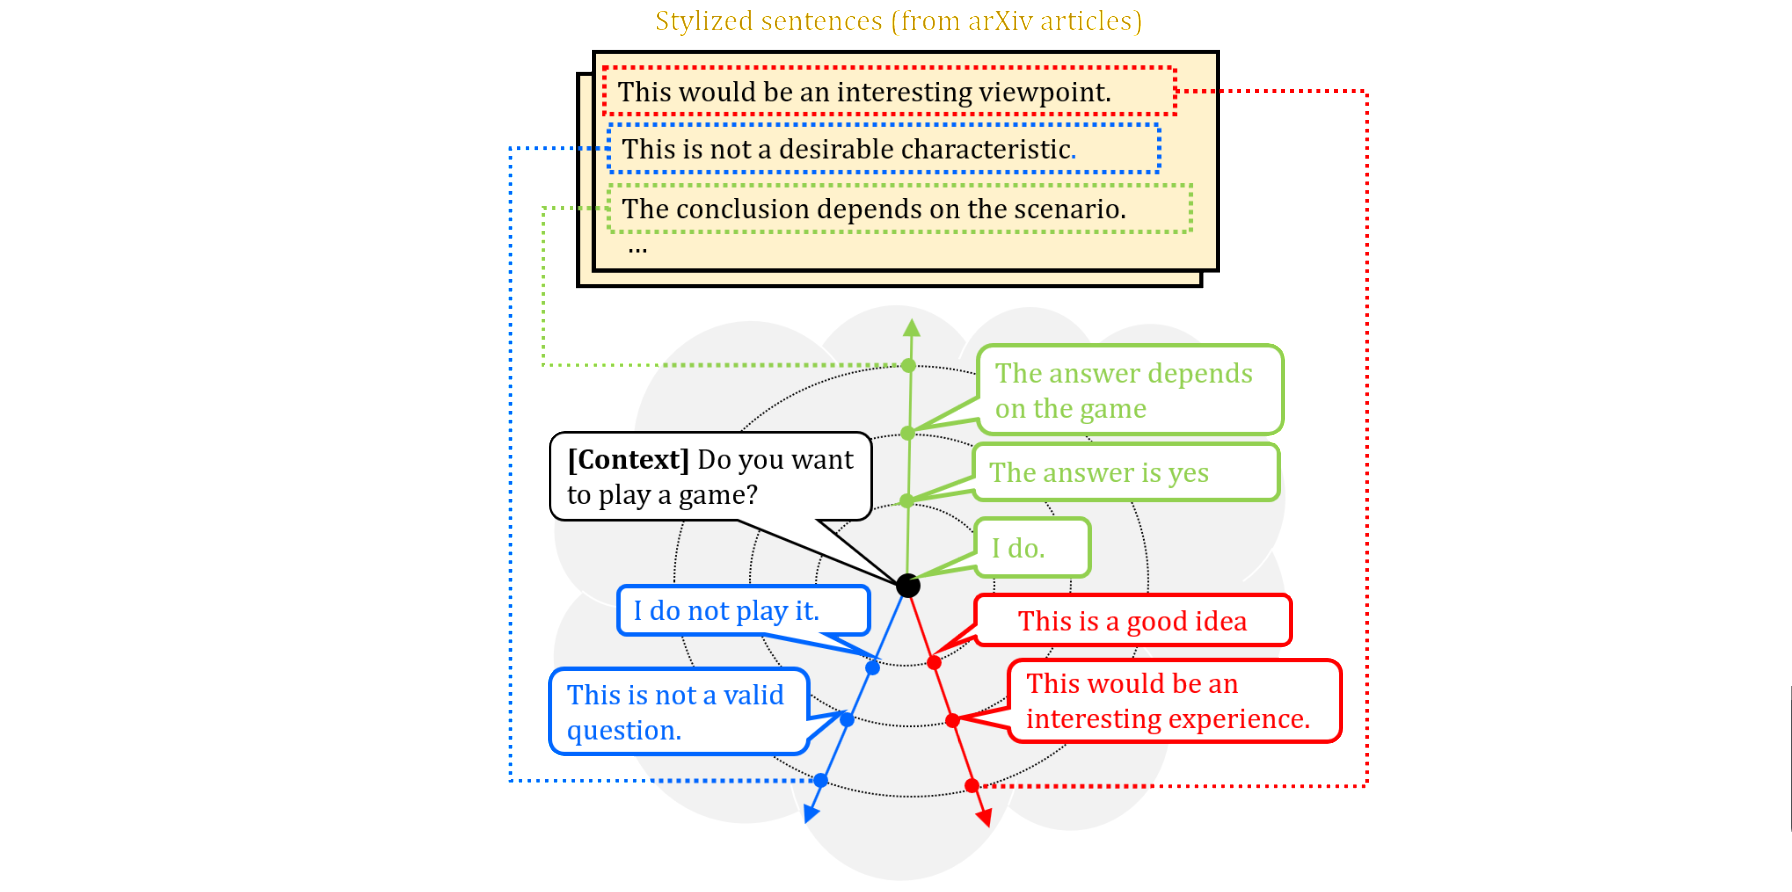 Stylized sentences (from arXiv articles)
This would be an interesting viewpoint.
This is not a desirable characteristic.
The conclusion depends on the scenario.
...
The answer depends
on the game
[Context] Do you want
to play a game?
The answer is yes
I do.
I do not play it.
This is a good idea
This is not a valid
question.
This would be an
interesting experience.